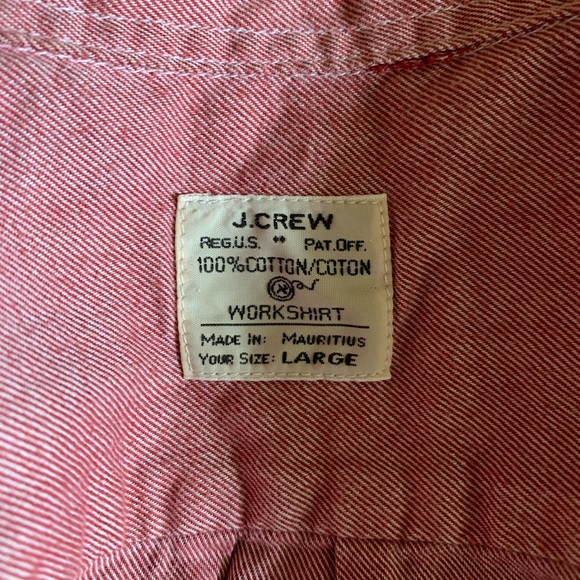 J.CREW
REG.U.S. PAT.OFF.
100%COTTON/COTON
WORKSHIRT
MADE IN: MAURITIUS
YOUR SIZE: LARGE